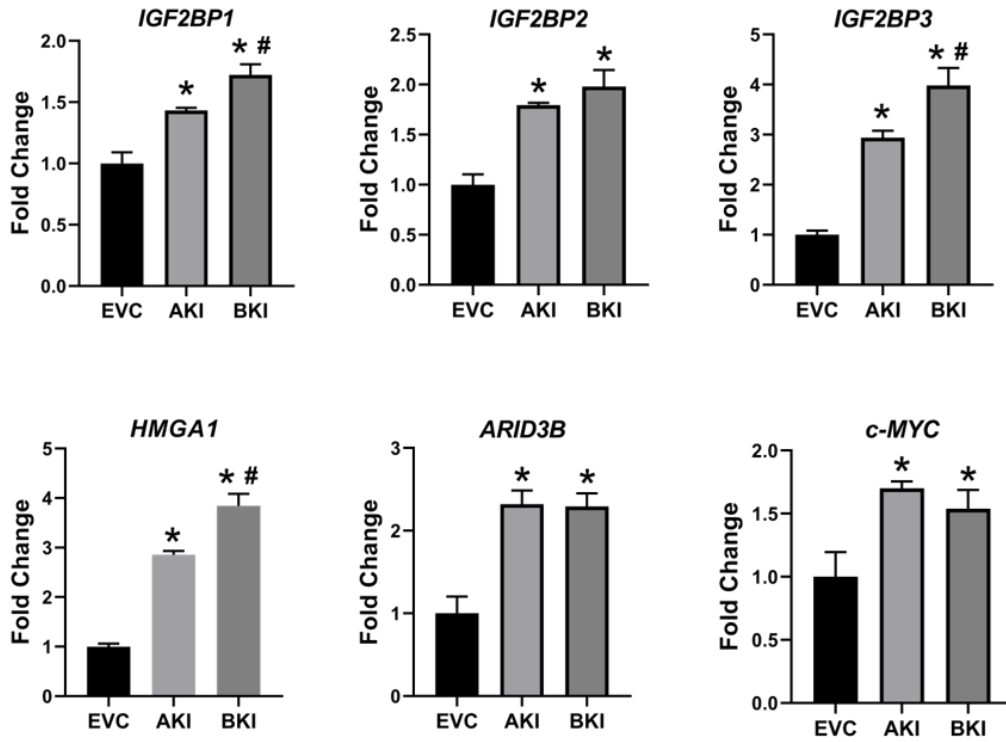 IGF2BP1
Fold Change
2.0
1.5
1.0
0.5
0.0
*
* #
EVC AKI BKI
IGF2BP2
Fold Change
2.5
2.0
1.5
1.0
0.5
0.0
*
*
EVC AKI BKI
IGF2BP3
Fold Change
5
4
3
2
1
0
*
* #
EVC AKI BKI
HMGA1
Fold Change
5
4
3
2
1
0
*
* #
EVC AKI BKI
ARID3B
Fold Change
3
2
1
0
*
*
EVC AKI BKI
c-MYC
Fold Change
2.0
1.5
1.0
0.5
0.0
*
*
EVC AKI BKI